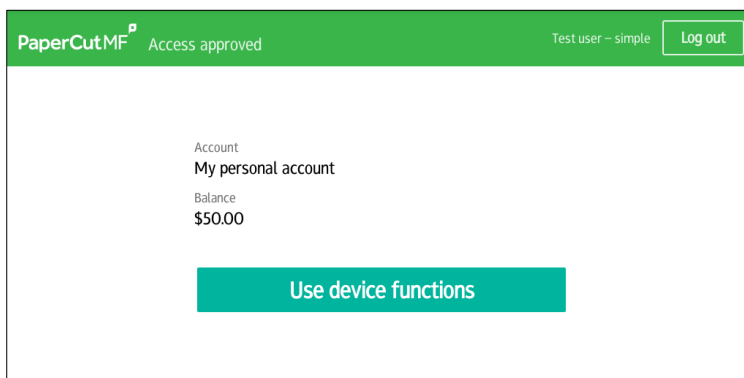 PaperCutMF Access approved Test user – simple Log out
Account
My personal account
Balance
$50.00
Use device functions